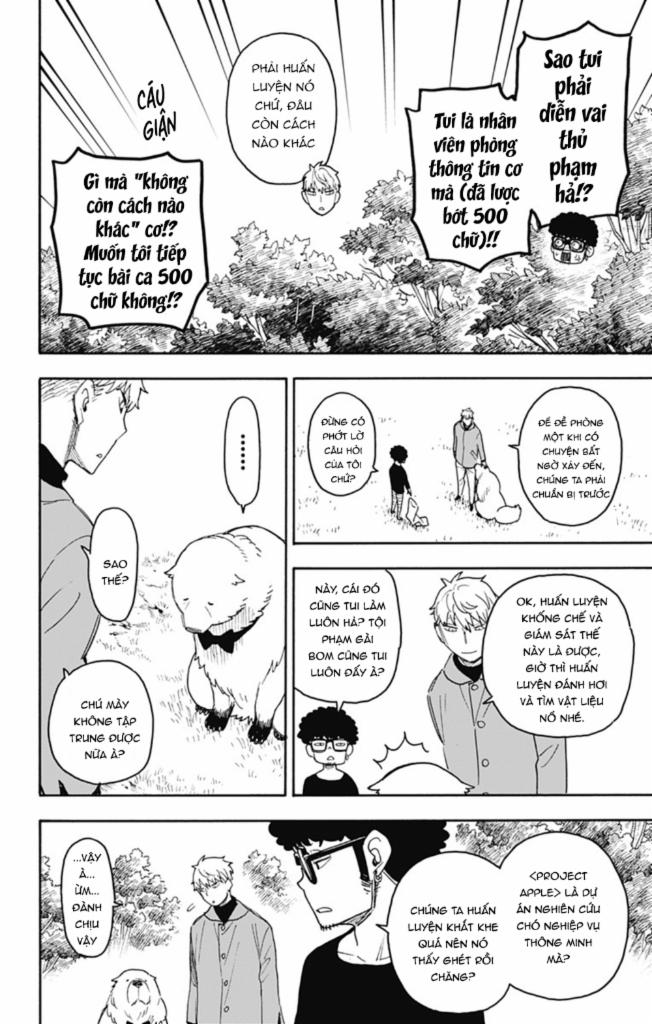 Sao tui
phải
diễn vai
thủ
phạm
hả!?
Tui là nhân
viên phòng
thông tin cơ
mà (đã lược
bớt 500
chữ)!!
PHẢI HUẤN
LUYỆN NÓ
CHỨ, ĐÂU
CÒN CÁCH
NÀO KHÁC
CÁU
GIẬN
Gì mà "không
còn cách nào
khác" cơ!?
Muốn tôi tiếp
tục bài ca 500
chữ không!?
ĐỂ ĐỀ PHÒNG
MỘT KHI CÓ
CHUYỆN BẤT
NGỜ XẢY ĐẾN,
CHÚNG TA PHẢI
CHUẨN BỊ TRƯỚC
ĐỪNG CÓ
PHỚT LỜ
CÂU HỎI
CỦA TÔI
CHỨ?
......
SAO
THẾ?
CHÚ MÀY
KHÔNG TẬP
TRUNG ĐƯỢC
NỮA À?
OK, HUẤN LUYỆN
KHỐNG CHẾ VÀ
GIÁM SÁT THẾ
NÀY LÀ ĐƯỢC,
GIỜ THÌ HUẤN
LUYỆN ĐÁNH HƠI
VÀ TÌM VẬT LIỆU
NỔ NHÉ.
NÀY, CÁI ĐÓ
CŨNG TUI LÀM
LUÔN HẢ? TỘI
PHẠM GÀI
BOM CŨNG TUI
LUÔN ĐẤY À?
<PROJECT
APPLE> LÀ DỰ
ÁN NGHIÊN CỨU
CHÓ NGHIỆP VỤ
THÔNG MINH
MÀ?
CHÚNG TA HUẤN
LUYỆN KHẮT KHE
QUÁ NÊN NÓ
THẤY GHÉT RỒI
CHĂNG?
...VẬY
À...
ỪM...
ĐÀNH
CHỊU
VẬY